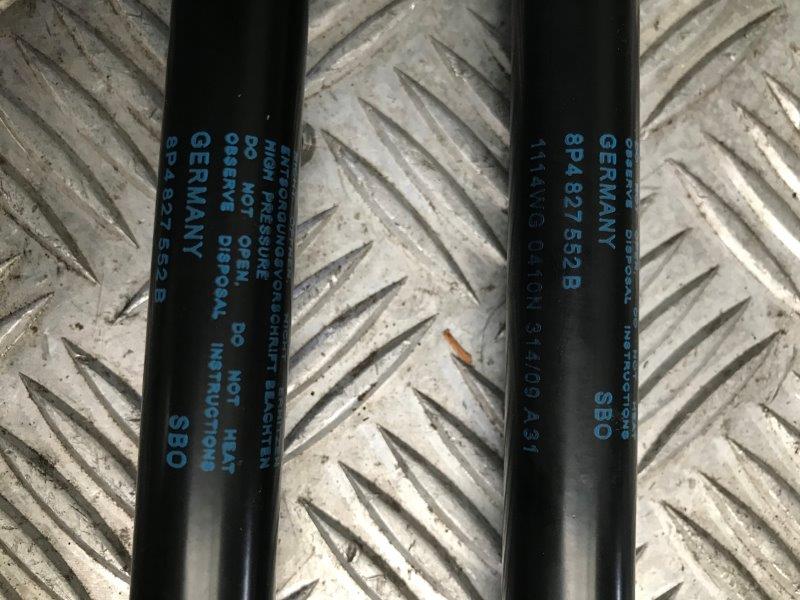 ENTSORGUNGSVORSCHRIFT BEACHTEN
HIGH PRESSURE
DO NOT OPEN, DO NOT HEAT
OBSERVE DISPOSAL INSTRUCTIONS
GERMANY
8P4 827 552B SBO
OBSERVE DISPOSAL INSTRUCTIONS
GERMANY SBO
8P4 827 552B
1114WG 0410N 314/09 A31